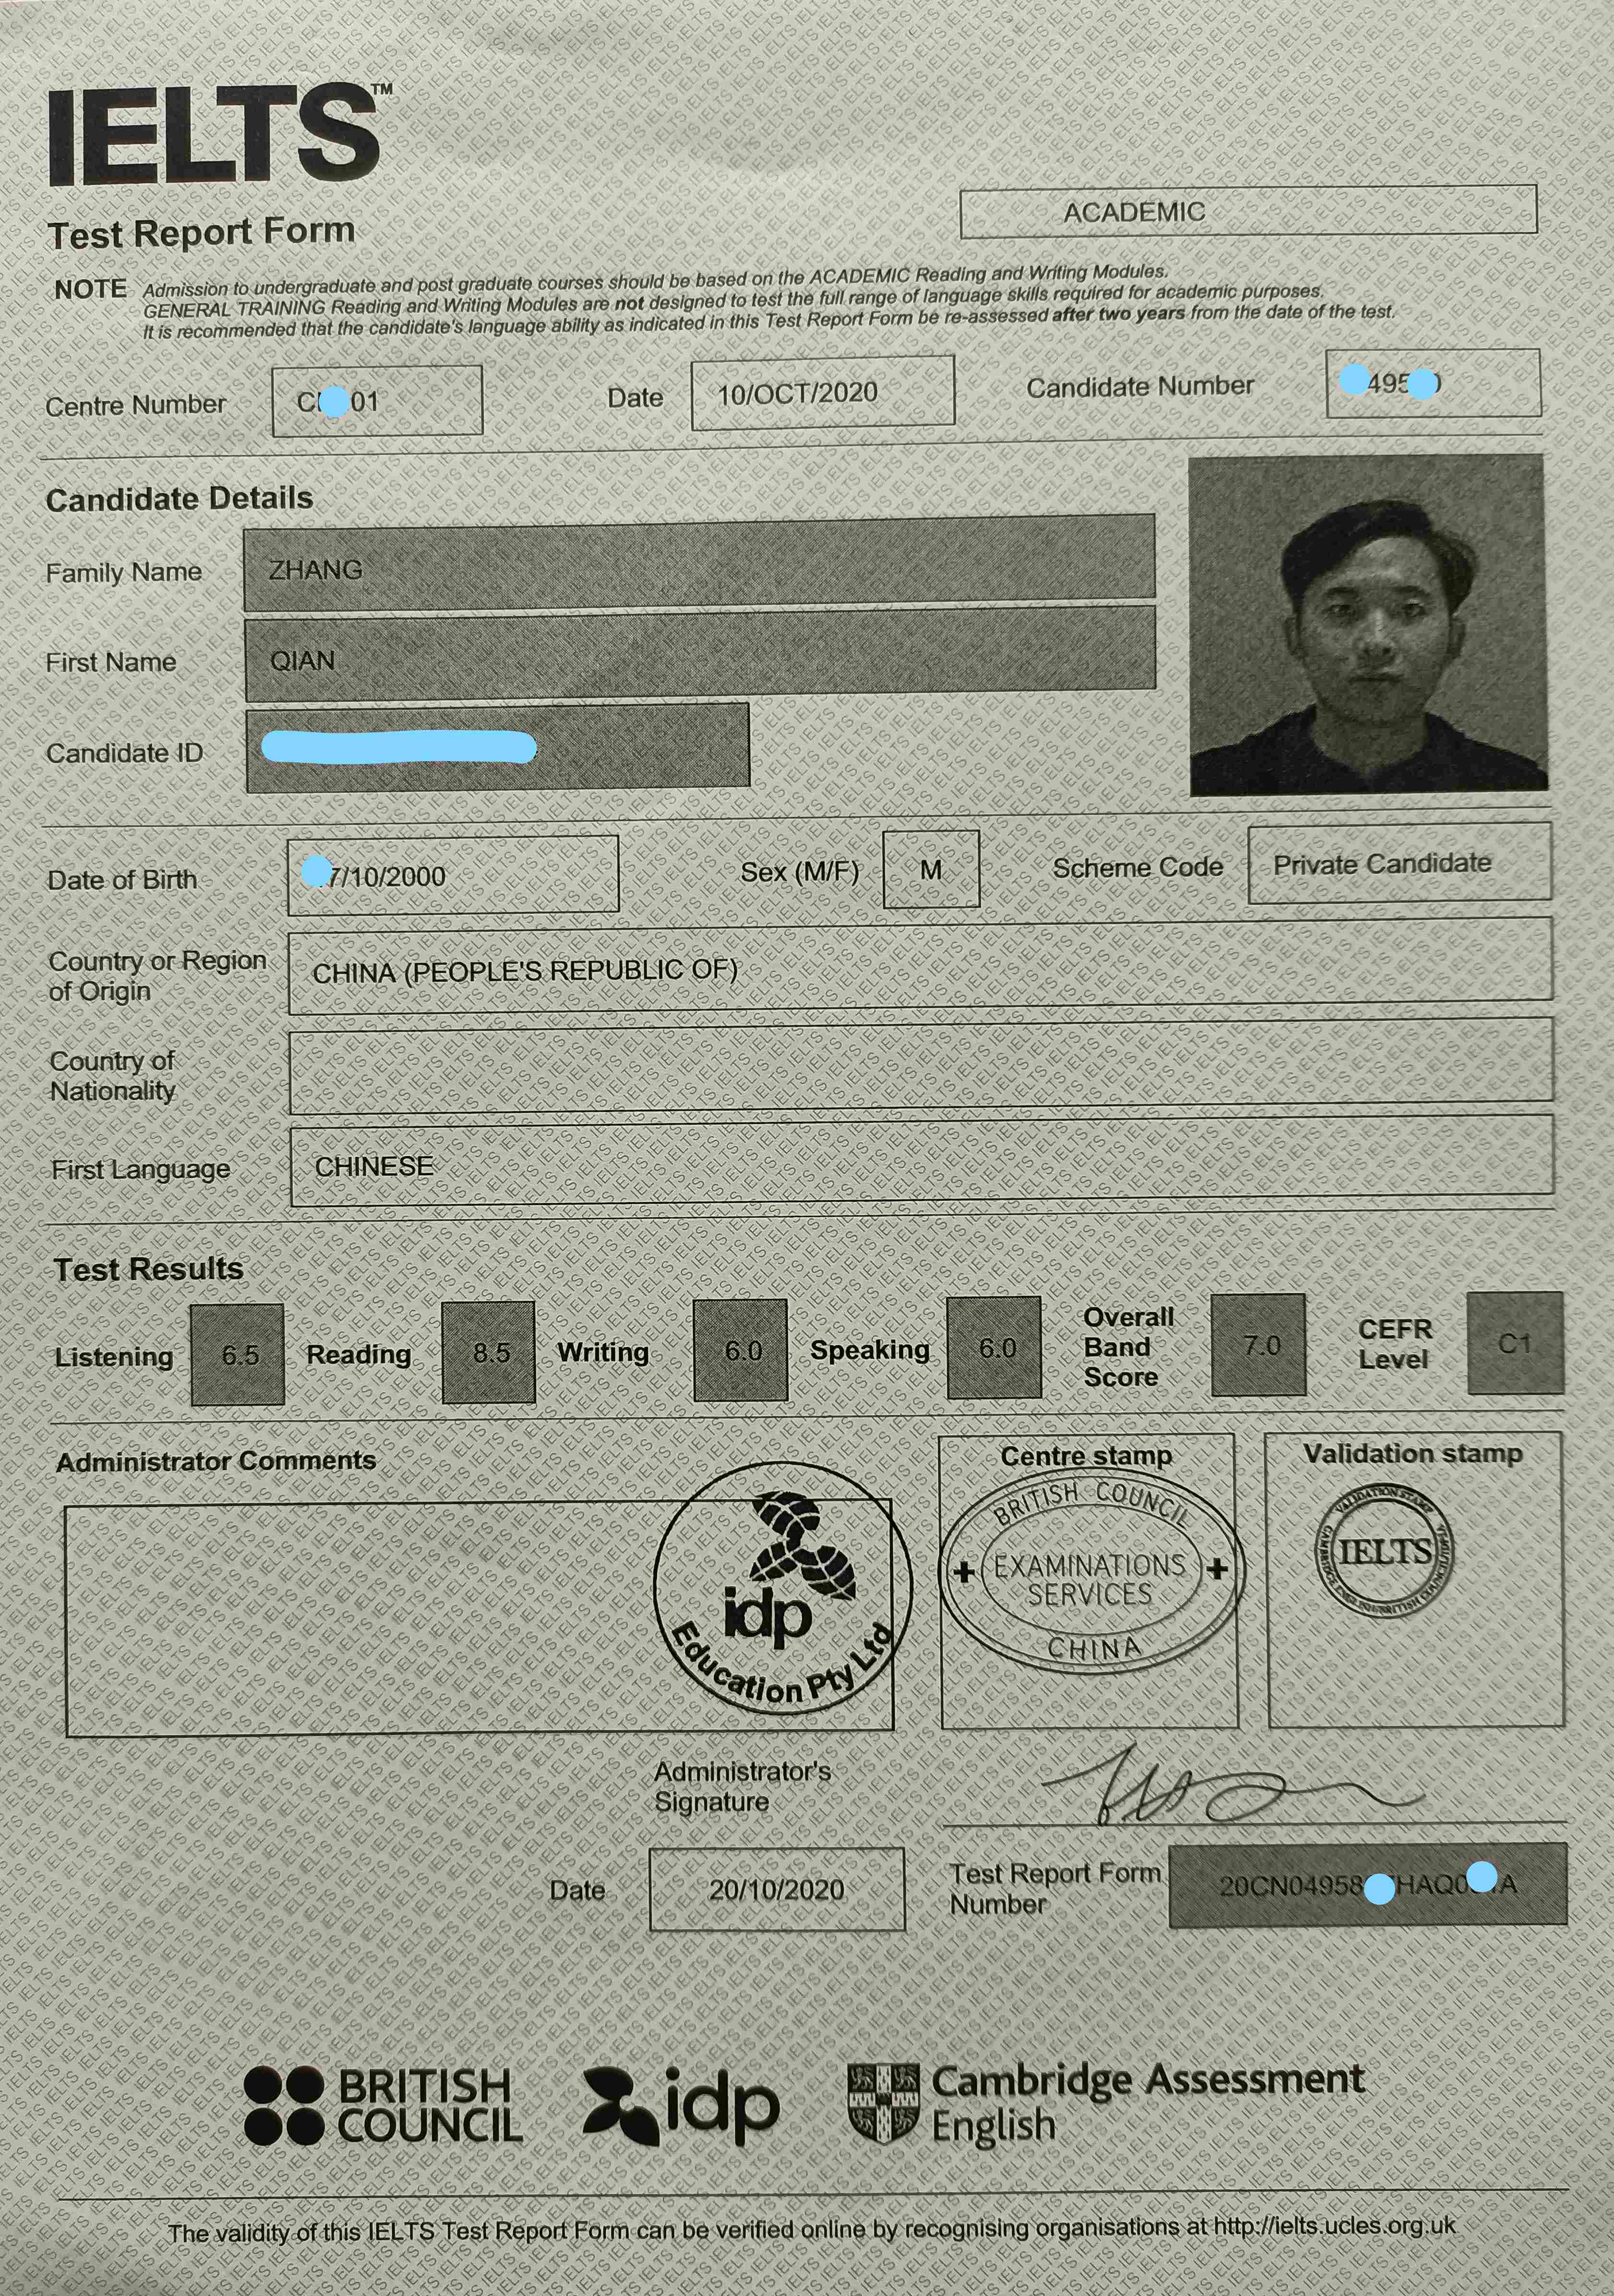 IELTS™
Test Report Form
ACADEMIC
NOTE Admission to undergraduate and post graduate courses should be based on the ACADEMIC Reading and Writing Modules.
GENERAL TRAINING Reading and Writing Modules are not designed to test the full range of language skills required for academic purposes.
It is recommended that the candidate's language ability as indicated in this Test Report Form be re-assessed after two years from the date of the test.
Centre Number 01 Date 10/OCT/2020 Candidate Number 495
Candidate Details
Family Name ZHANG
First Name QIAN
Candidate ID
Date of Birth 7/10/2000 Sex (M/F) M Scheme Code Private Candidate
Country or Region
of Origin
CHINA (PEOPLE'S REPUBLIC OF)
Country of
Nationality
First Language CHINESE
Test Results
Listening 6.5 Reading 8.5 Writing 6.0 Speaking 6.0 Overall Band Score 7.0 CEFR Level C1
Administrator Comments
idp
Education Pty Ltd
Centre stamp
BRITISH COUNCIL
EXAMINATIONS
SERVICES
CHINA
Validation stamp
VALIDATION STAMP
IELTS
Administrator's
Signature
Date 20/10/2020
Test Report Form
Number
20CN04958 HAQ0 A
BRITISH
COUNCIL
idp
Cambridge Assessment
English
The validity of this IELTS Test Report Form can be verified online by recognising organisations at http://ielts.ucles.org.uk